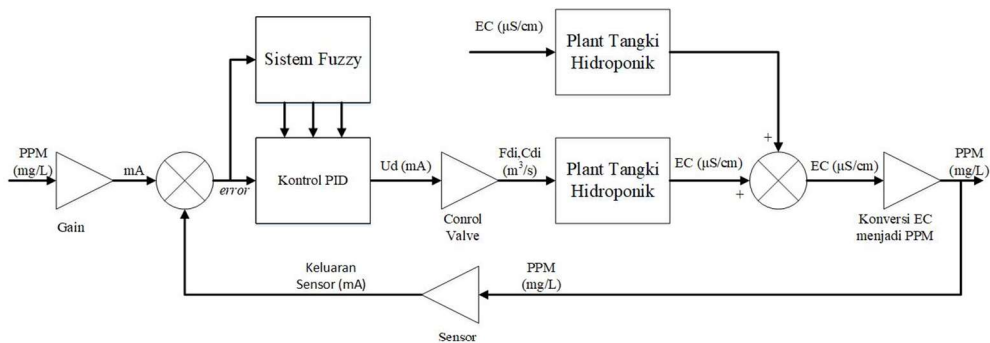 EC (μS/cm)
Plant Tangki
Hidroponik
Sistem Fuzzy
+
PPM
(mg/L)
mA
Gain
error
Kontrol PID
Ud (mA)
Conrol
Valve
Fdi,Cdi
(m³/s)
Plant Tangki
Hidroponik
EC (μS/cm)
+
EC (μS/cm)
Konversi EC
menjadi PPM
PPM
(mg/L)
Keluaran
Sensor (mA)
Sensor
PPM
(mg/L)